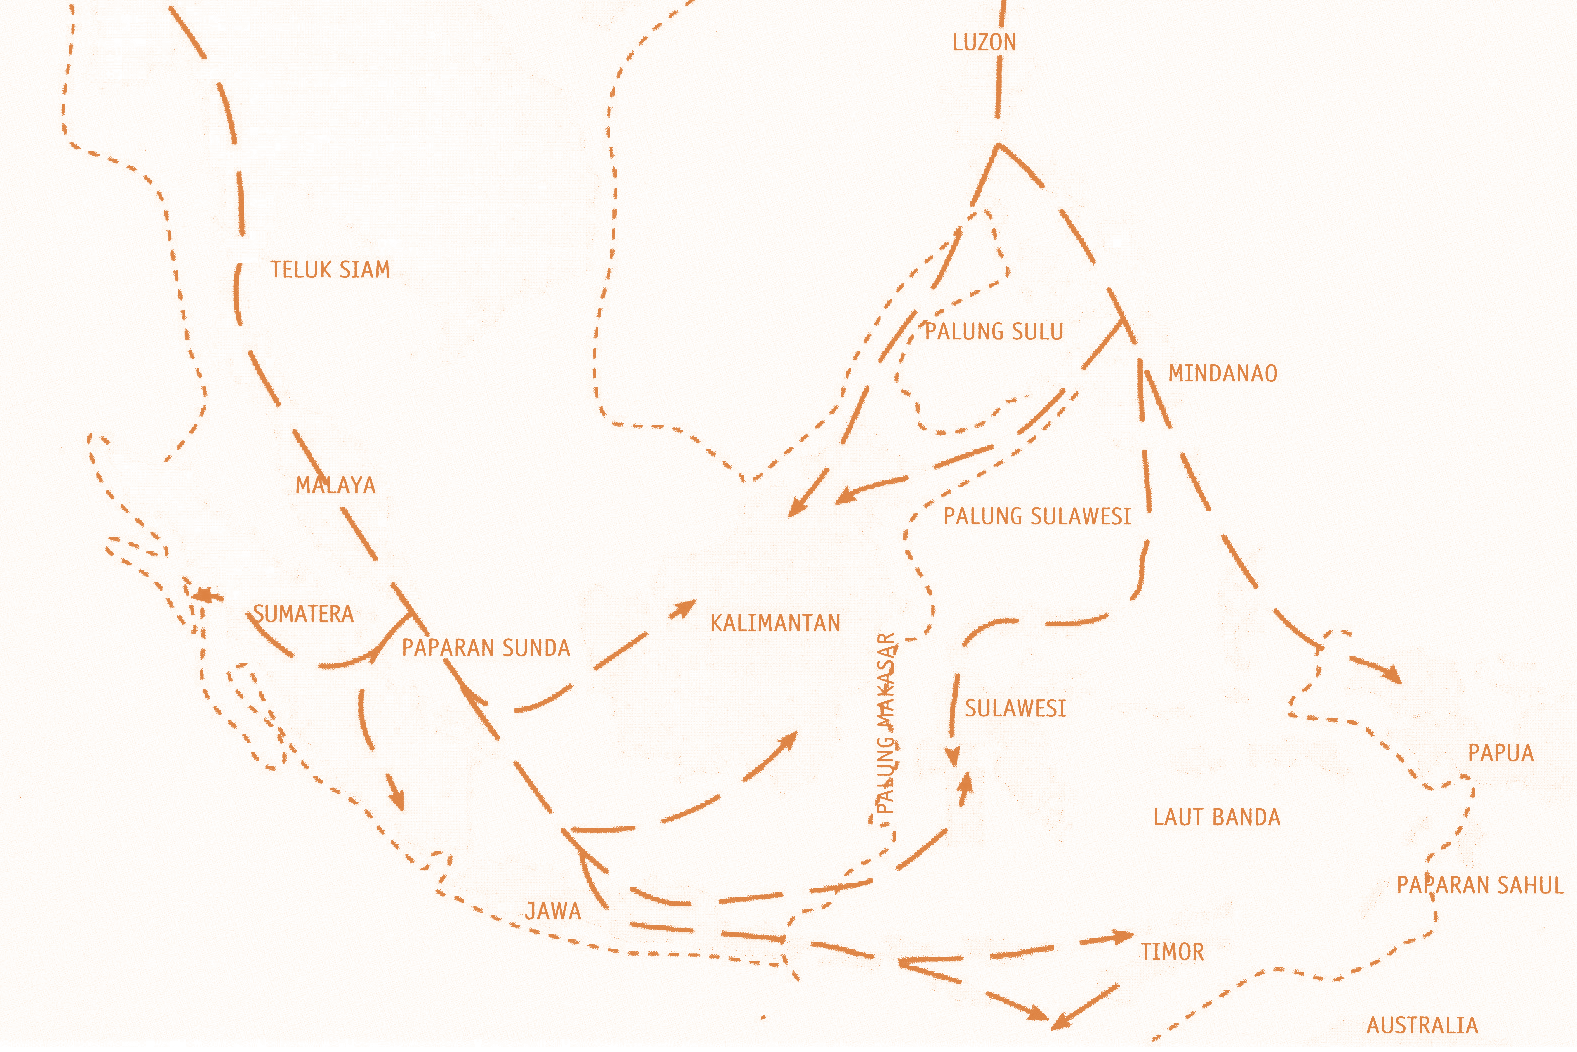 LUZON
TELUK SIAM
PALUNG SULU
MINDANAO
MALAYA
PALUNG SULAWESI
SUMATERA
KALIMANTAN
PAPARAN SUNDA
PALUNG MAKASAR
SULAWESI
PAPUA
LAUT BANDA
PAPARAN SAHUL
JAWA
TIMOR
AUSTRALIA